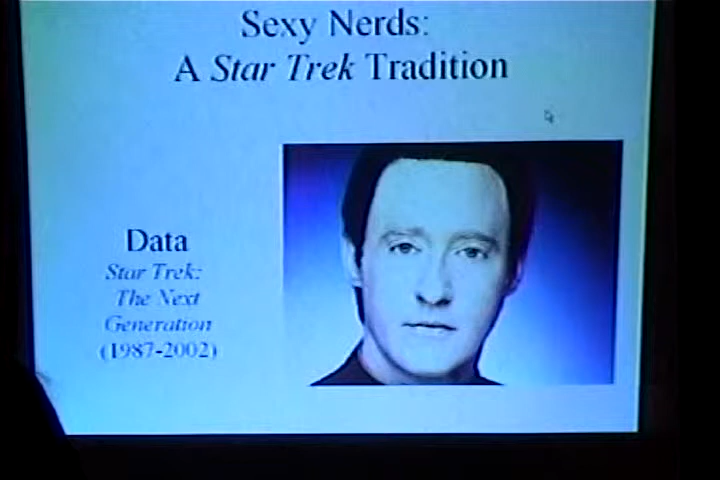 Sexy Nerds:
A Star Trek Tradition
Data
Star Trek:
The Next
Generation
(1987-2002)